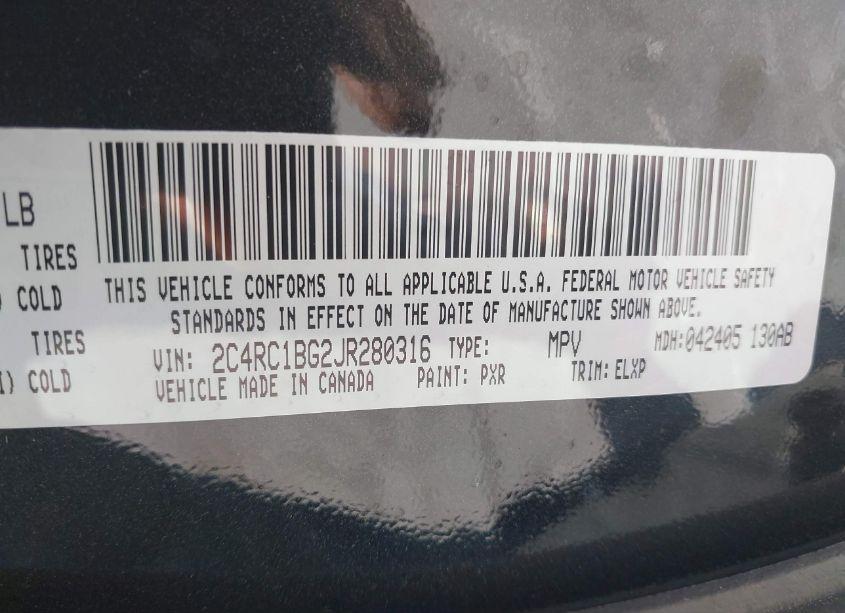 LB
TIRES
COLD
TIRES
I) COLD
THIS VEHICLE CONFORMS TO ALL APPLICABLE U.S.A. FEDERAL MOTOR VEHICLE SAFETY
STANDARDS IN EFFECT ON THE DATE OF MANUFACTURE SHOWN ABOVE.
VIN: 2C4RC1BG2JR280316 TYPE: MPV MDH:042405 130AB
VEHICLE MADE IN CANADA PAINT: PXR TRIM: ELXP